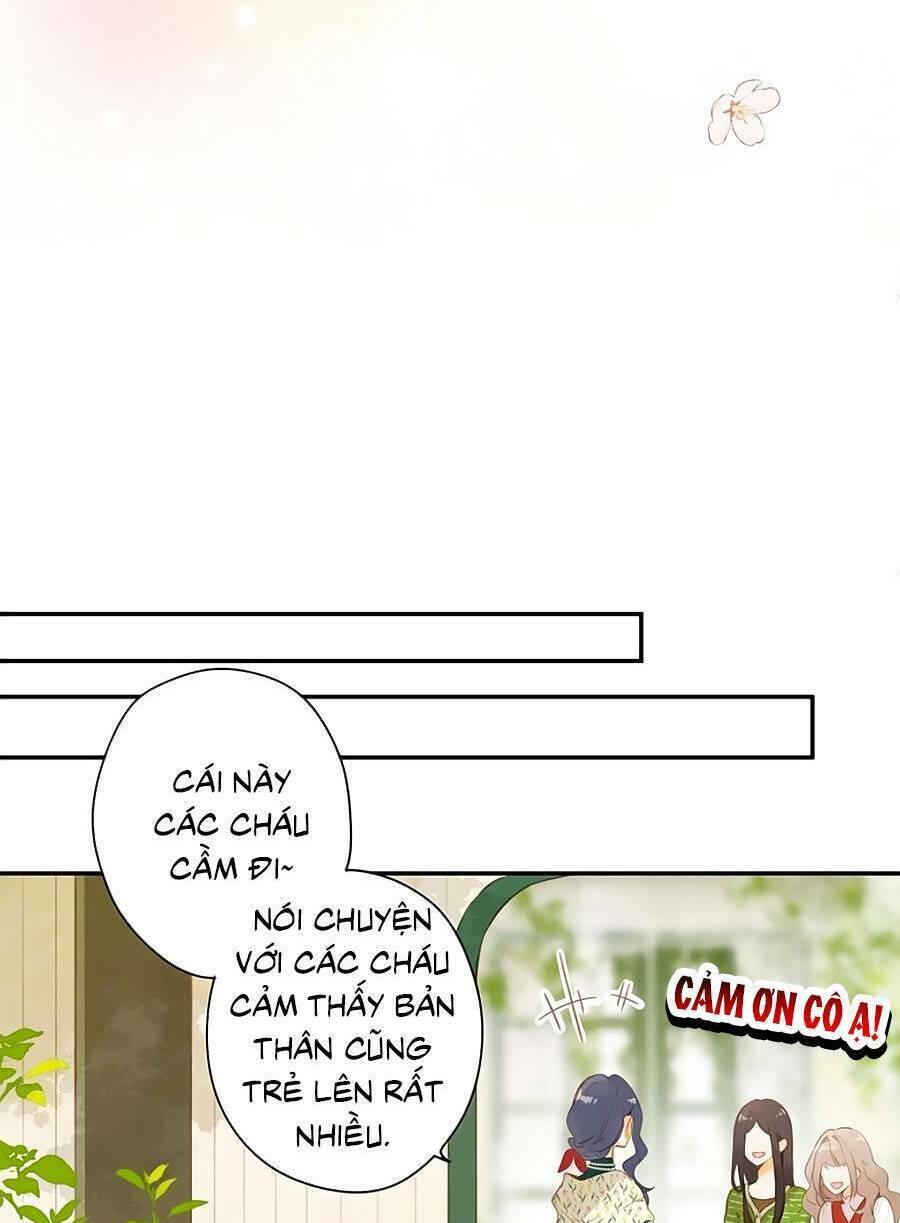 CÁI NÀY
CÁC CHÁU
CẦM ĐI~
NÓI CHUYỆN
VỚI CÁC CHÁU
CẢM THẤY BẢN
THÂN CŨNG
TRẺ LÊN RẤT
NHIỀU.
CẢM ƠN CÔ Ạ!